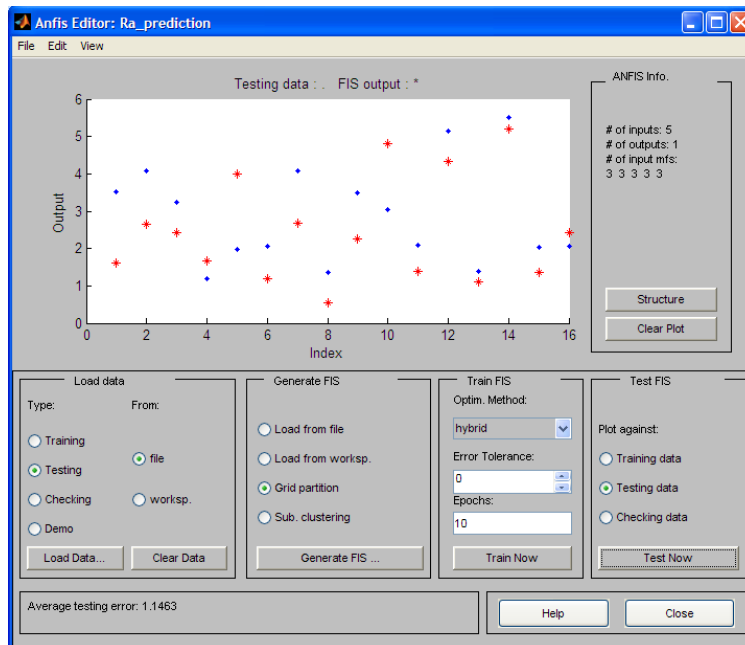 Anfis Editor: Ra_prediction
File Edit View
Testing data : . FIS output : *
Output
6
5
4
3
2
1
0
0 2 4 6 8 10 12 14 16
Index
ANFIS Info.
# of inputs: 5
# of outputs: 1
# of input mfs:
3 3 3 3 3
Structure
Clear Plot
Load data
Type: From:
Training
Testing
Checking
Demo
file
worksp.
Load Data... Clear Data
Generate FIS
Load from file
Load from worksp.
Grid partition
Sub. clustering
Generate FIS ...
Train FIS
Optim. Method:
hybrid
Error Tolerance:
0
Epochs:
10
Train Now
Test FIS
Plot against:
Training data
Testing data
Checking data
Test Now
Average testing error: 1.1463
Help Close